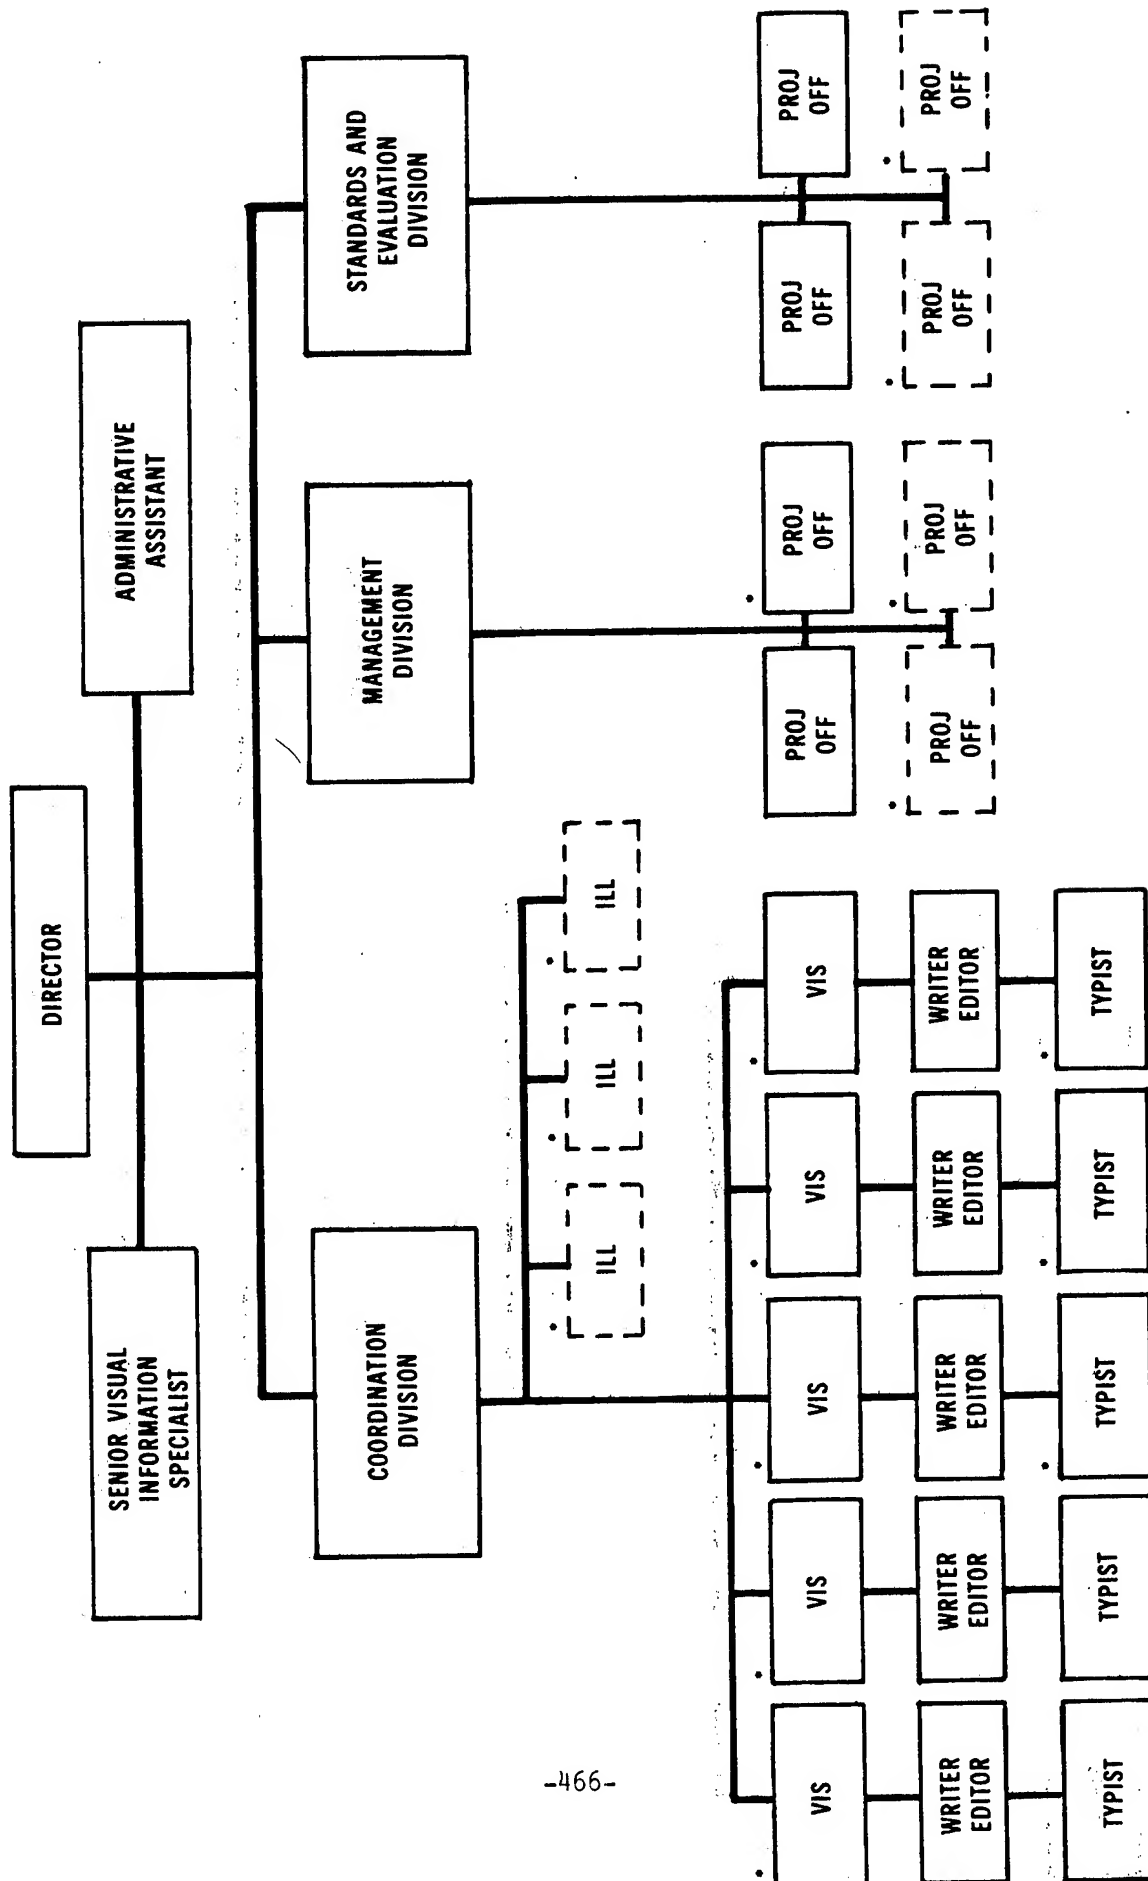 DIRECTOR
SENIOR VISUAL
INFORMATION
SPECIALIST
ADMINISTRATIVE
ASSISTANT
COORDINATION
DIVISION
MANAGEMENT
DIVISION
STANDARDS AND
EVALUATION
DIVISION
ILL
ILL
ILL
VIS
VIS
VIS
VIS
VIS
PROJ
OFF
PROJ
OFF
PROJ
OFF
PROJ
OFF
WRITER
EDITOR
WRITER
EDITOR
WRITER
EDITOR
WRITER
EDITOR
WRITER
EDITOR
PROJ
OFF
PROJ
OFF
PROJ
OFF
PROJ
OFF
TYPIST
TYPIST
TYPIST
TYPIST
TYPIST
-466-